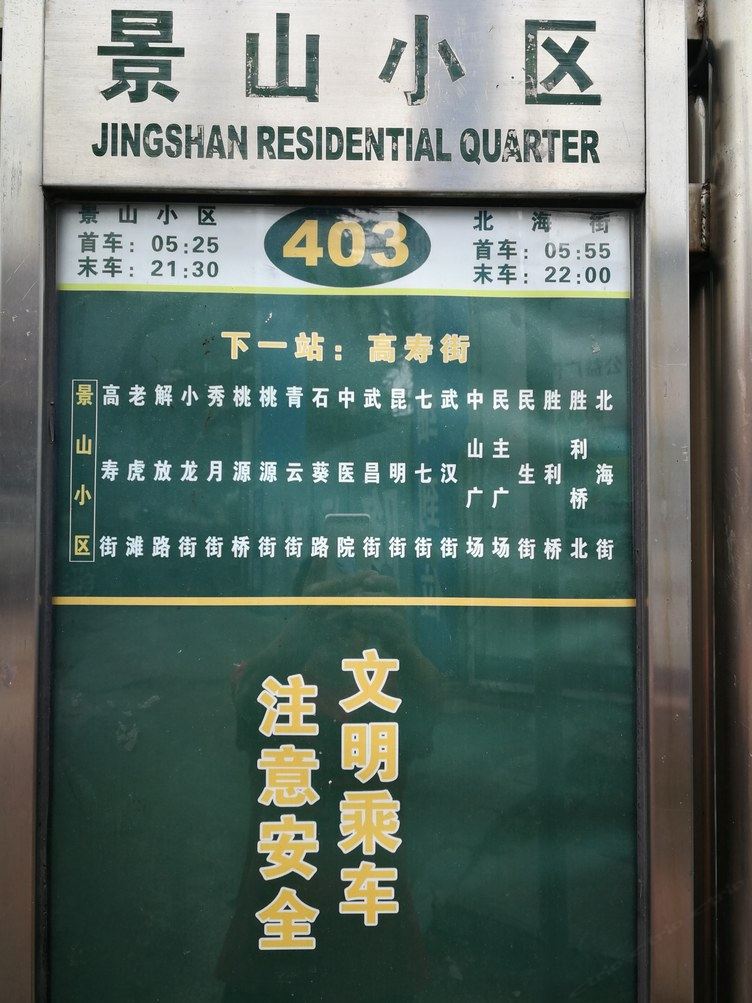 景山小区
JINGSHAN RESIDENTIAL QUARTER
景山小区
首车：05:25
末车：21:30
403
北海街
首车：05:55
末车：22:00
下一站：高寿街
景山小区
高寿街
老虎滩
解放路
小龙街
秀月街
桃源桥
桃源街
青云街
石葵路
中医院
武昌街
昆明街
七七街
武汉街
中山广场
民主广场
民生街
胜利桥
胜利桥北
北海街
文明乘车
注意安全